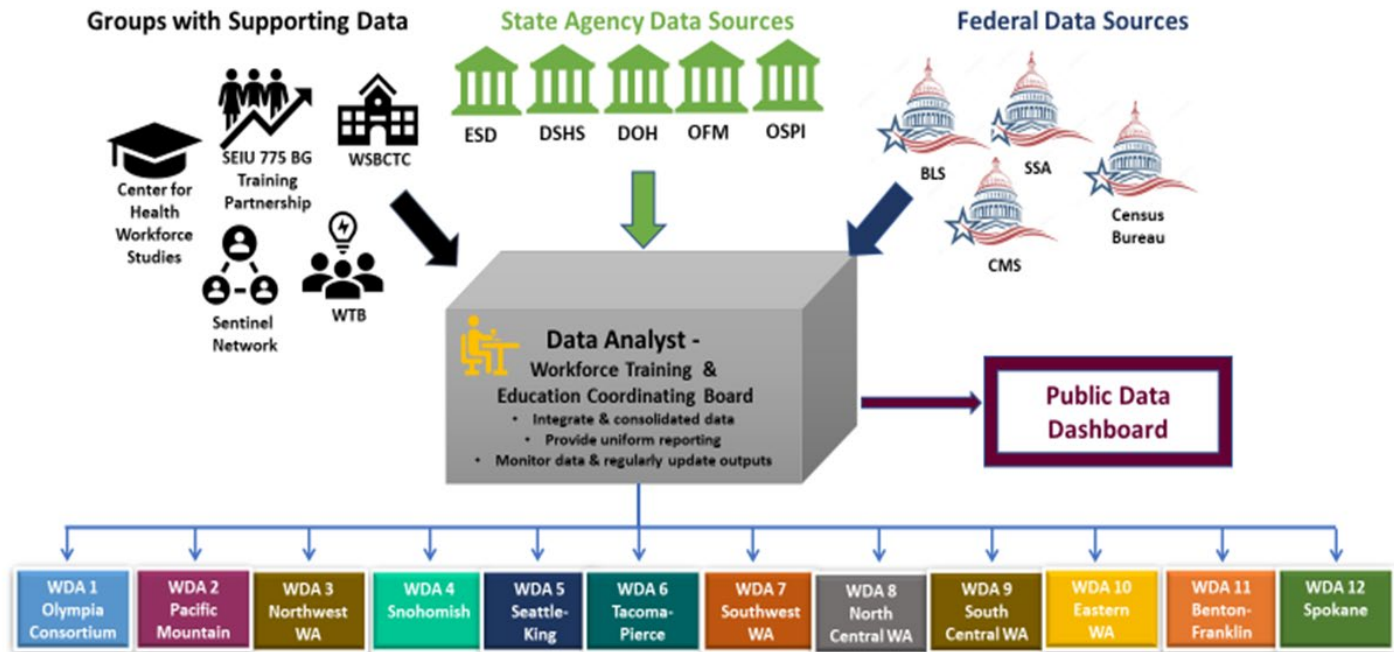 Groups with Supporting Data
State Agency Data Sources
Federal Data Sources
Center for
Health
Workforce
Studies
SEIU 775 BG
Training
Partnership
WSBCTC
Sentinel
Network
WTB
ESD
DSHS
DOH
OFM
OSPI
BLS
SSA
CMS
Census
Bureau
Data Analyst -
Workforce Training &
Education Coordinating Board
• Integrate & consolidated data
• Provide uniform reporting
• Monitor data & regularly update outputs
Public Data
Dashboard
WDA 1
Olympia
Consortium
WDA 2
Pacific
Mountain
WDA 3
Northwest
WA
WDA 4
Snohomish
WDA 5
Seattle-
King
WDA 6
Tacoma-
Pierce
WDA 7
Southwest
WA
WDA 8
North
Central WA
WDA 9
South
Central WA
WDA 10
Eastern
WA
WDA 11
Benton-
Franklin
WDA 12
Spokane